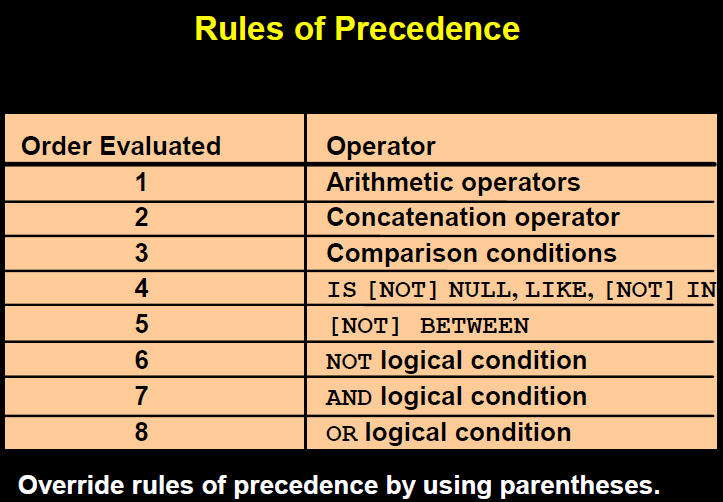 Rules of Precedence
Order Evaluated Operator
1 Arithmetic operators
2 Concatenation operator
3 Comparison conditions
4 IS [NOT] NULL, LIKE, [NOT] IN
5 [NOT] BETWEEN
6 NOT logical condition
7 AND logical condition
8 OR logical condition
Override rules of precedence by using parentheses.